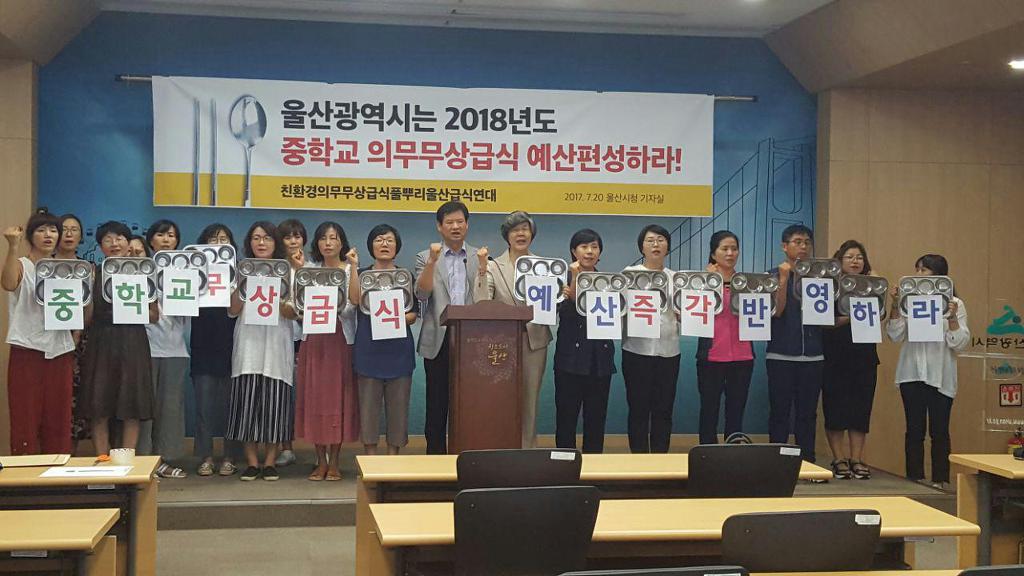 울산광역시는 2018년도
중학교 의무무상급식 예산편성하라!
친환경의무무상급식풀뿌리울산급식연대
2017. 7.20 울산시청 기자실
중학교무상급식예산즉각반영하라
울산